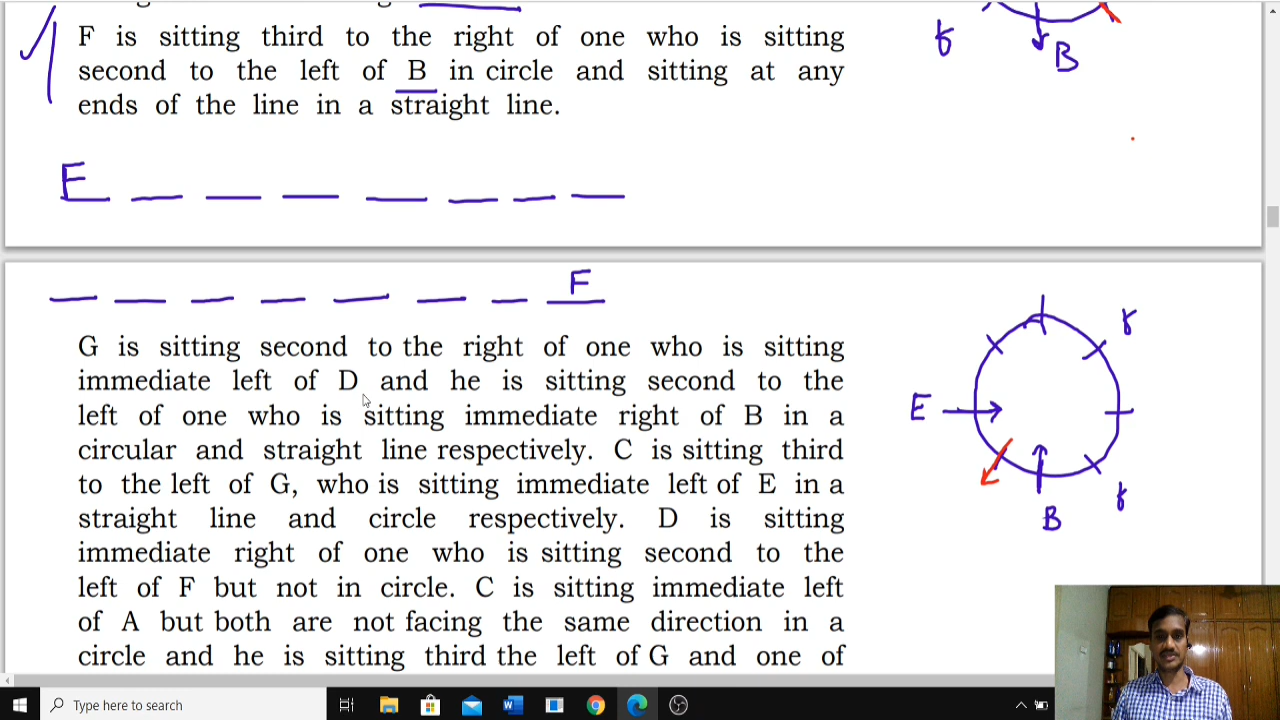 F is sitting third to the right of one who is sitting
second to the left of B in circle and sitting at any
ends of the line in a straight line.
B
E
F
G is sitting second to the right of one who is sitting
immediate left of D and he is sitting second to the
left of one who is sitting immediate right of B in a
circular and straight line respectively. C is sitting third
to the left of G, who is sitting immediate left of E in a
straight line and circle respectively. D is sitting
immediate right of one who is sitting second to the
left of F but not in circle. C is sitting immediate left
of A but both are not facing the same direction in a
circle and he is sitting third the left of G and one of
E
B
Type here to search